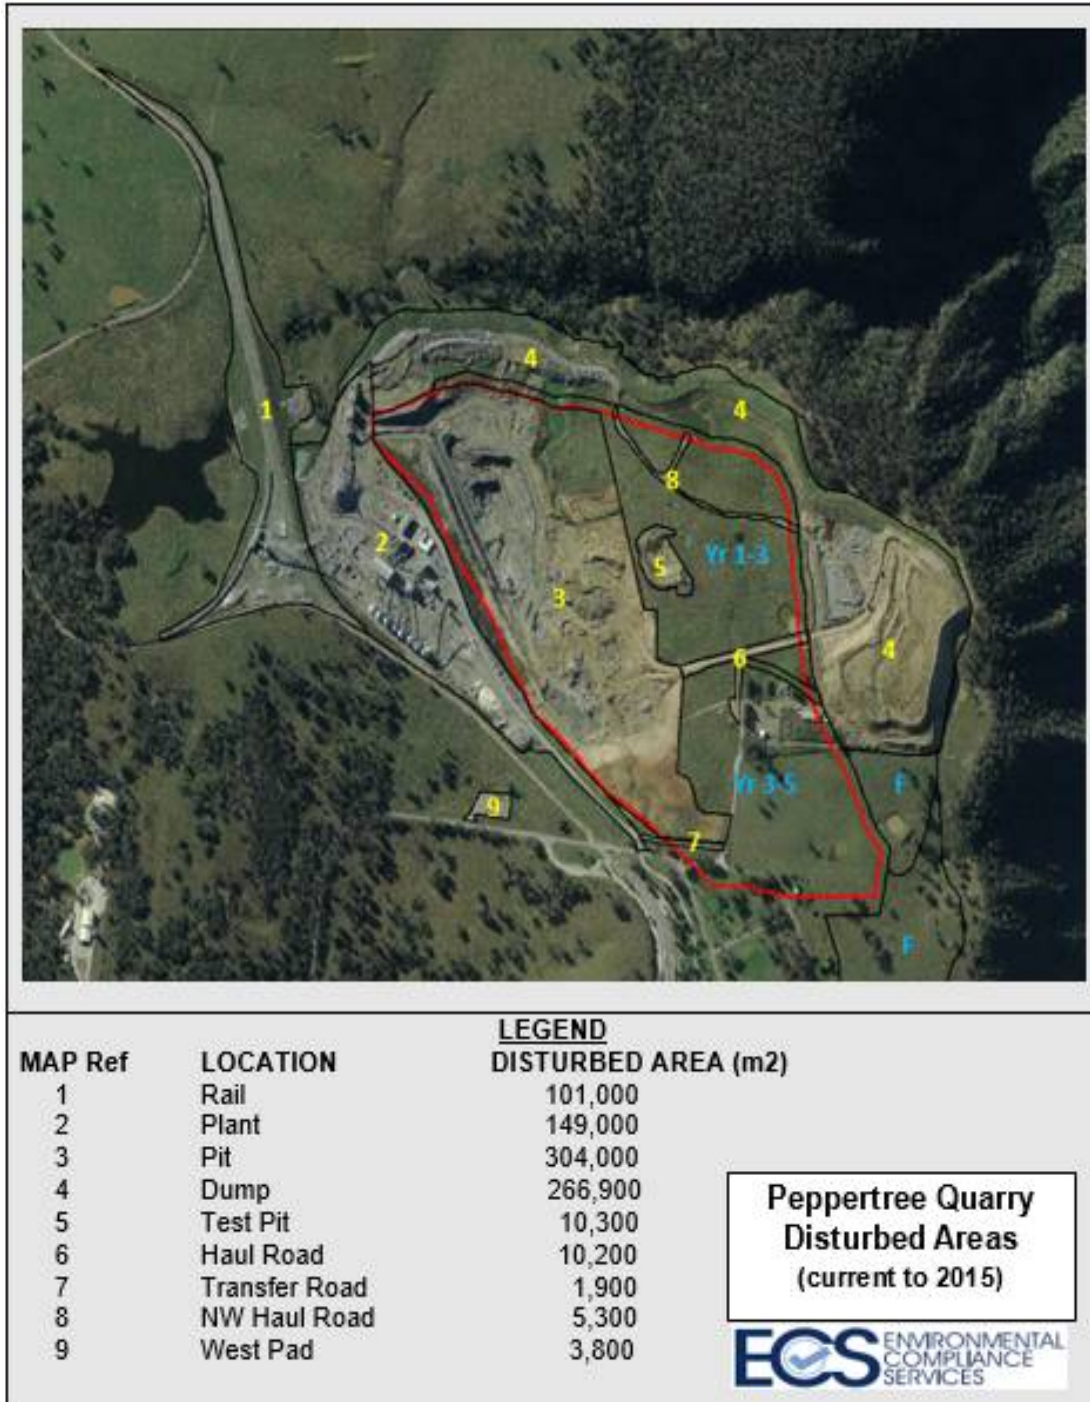 4
4
1
8
2
Yr 1-3
5
3
6
4
Yr 3-5
F
9
7
F
LEGEND
MAP Ref LOCATION DISTURBED AREA (m2)
1 Rail 101,000
2 Plant 149,000
3 Pit 304,000
4 Dump 266,900
5 Test Pit 10,300
6 Haul Road 10,200
7 Transfer Road 1,900
8 NW Haul Road 5,300
9 West Pad 3,800
Peppertree Quarry
Disturbed Areas
(current to 2015)
ECS ENVIRONMENTAL
COMPLIANCE
SERVICES